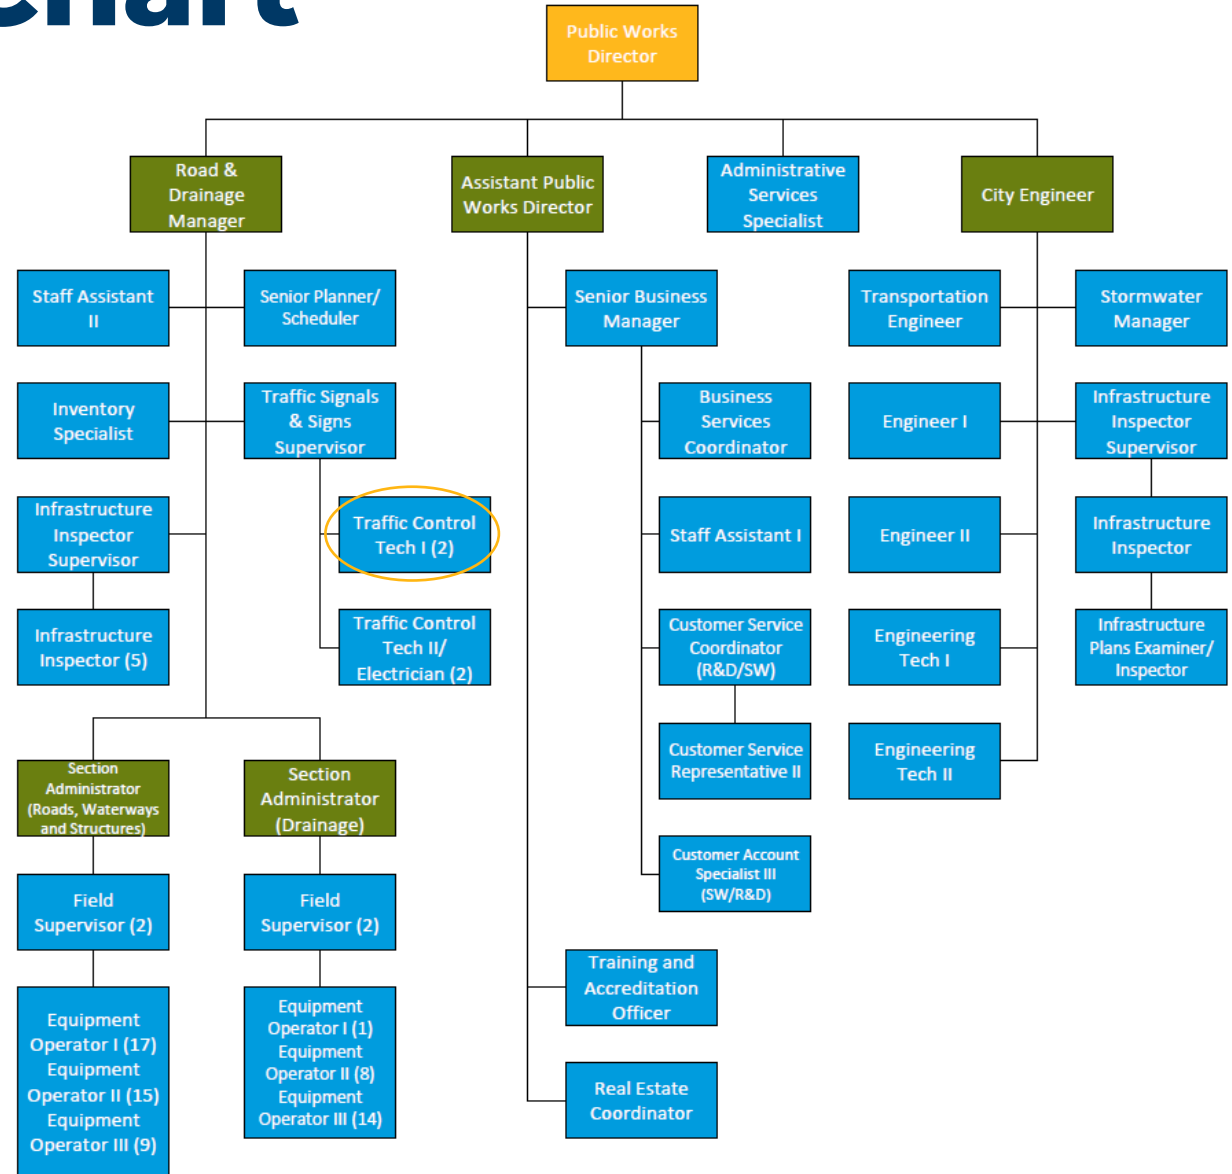 chart
Public Works
Director
Road &
Drainage
Manager
Assistant Public
Works Director
Administrative
Services
Specialist
City Engineer
Staff Assistant
II
Senior Planner/
Scheduler
Senior Business
Manager
Transportation
Engineer
Stormwater
Manager
Inventory
Specialist
Traffic Signals
& Signs
Supervisor
Business
Services
Coordinator
Engineer I
Infrastructure
Inspector
Supervisor
Infrastructure
Inspector
Supervisor
Traffic Control
Tech I (2)
Staff Assistant I
Engineer II
Infrastructure
Inspector
Infrastructure
Inspector (5)
Traffic Control
Tech II/
Electrician (2)
Customer Service
Coordinator
(R&D/SW)
Engineering
Tech I
Infrastructure
Plans Examiner/
Inspector
Customer Service
Representative II
Engineering
Tech II
Section
Administrator
(Roads, Waterways
and Structures)
Section
Administrator
(Drainage)
Customer Account
Specialist III
(SW/R&D)
Field
Supervisor (2)
Field
Supervisor (2)
Training and
Accreditation
Officer
Equipment
Operator I (17)
Equipment
Operator II (15)
Equipment
Operator III (9)
Equipment
Operator I (1)
Equipment
Operator II (8)
Equipment
Operator III (14)
Real Estate
Coordinator